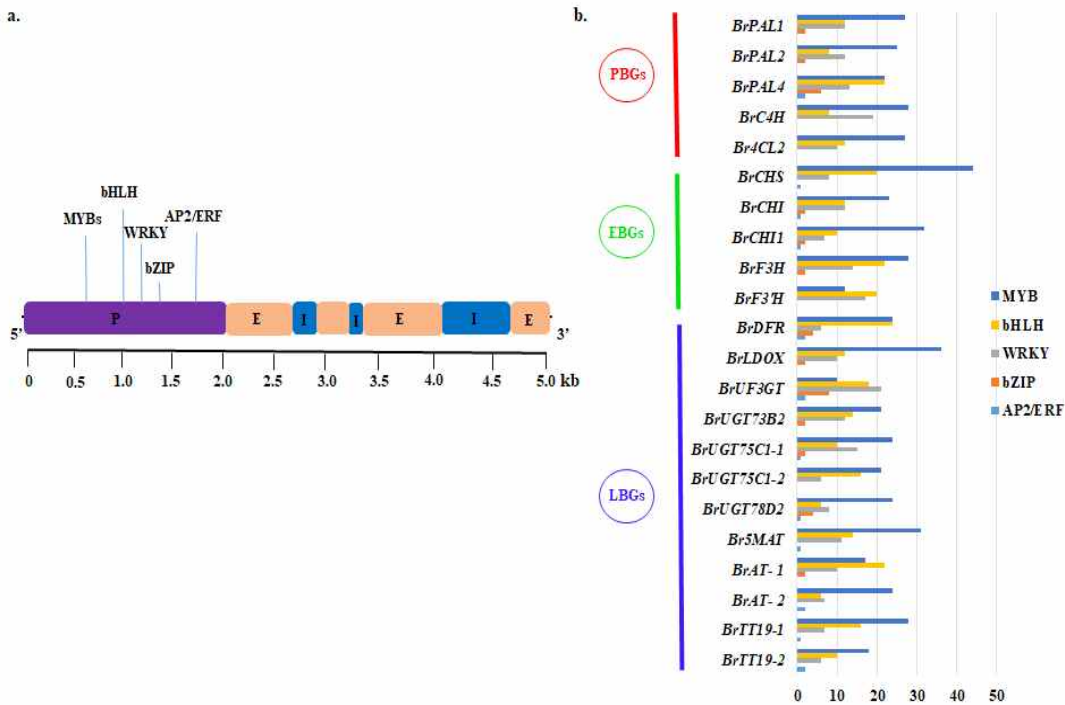 a.
bHLH
MYBs
AP2/ERF
WRKY
bZIP
P
E
I
I
E
I
E
5'
3'
0 0.5 1.0 1.5 2.0 2.5 3.0 3.5 4.0 4.5 5.0 kb
b.
PBGs
EBGs
LBGs
BrPAL1
BrPAL2
BrPAL4
BrC4H
Br4CL2
BrCHS
BrCHI
BrCHI1
BrF3H
BrF3'H
BrDFR
BrLDOX
BrUF3GT
BrUGT73B2
BrUGT75C1-1
BrUGT75C1-2
BrUGT78D2
Br5MAT
BrAT- 1
BrAT- 2
BrTT19-1
BrTT19-2
0 10 20 30 40 50
MYB
bHLH
WRKY
bZIP
AP2/ERF